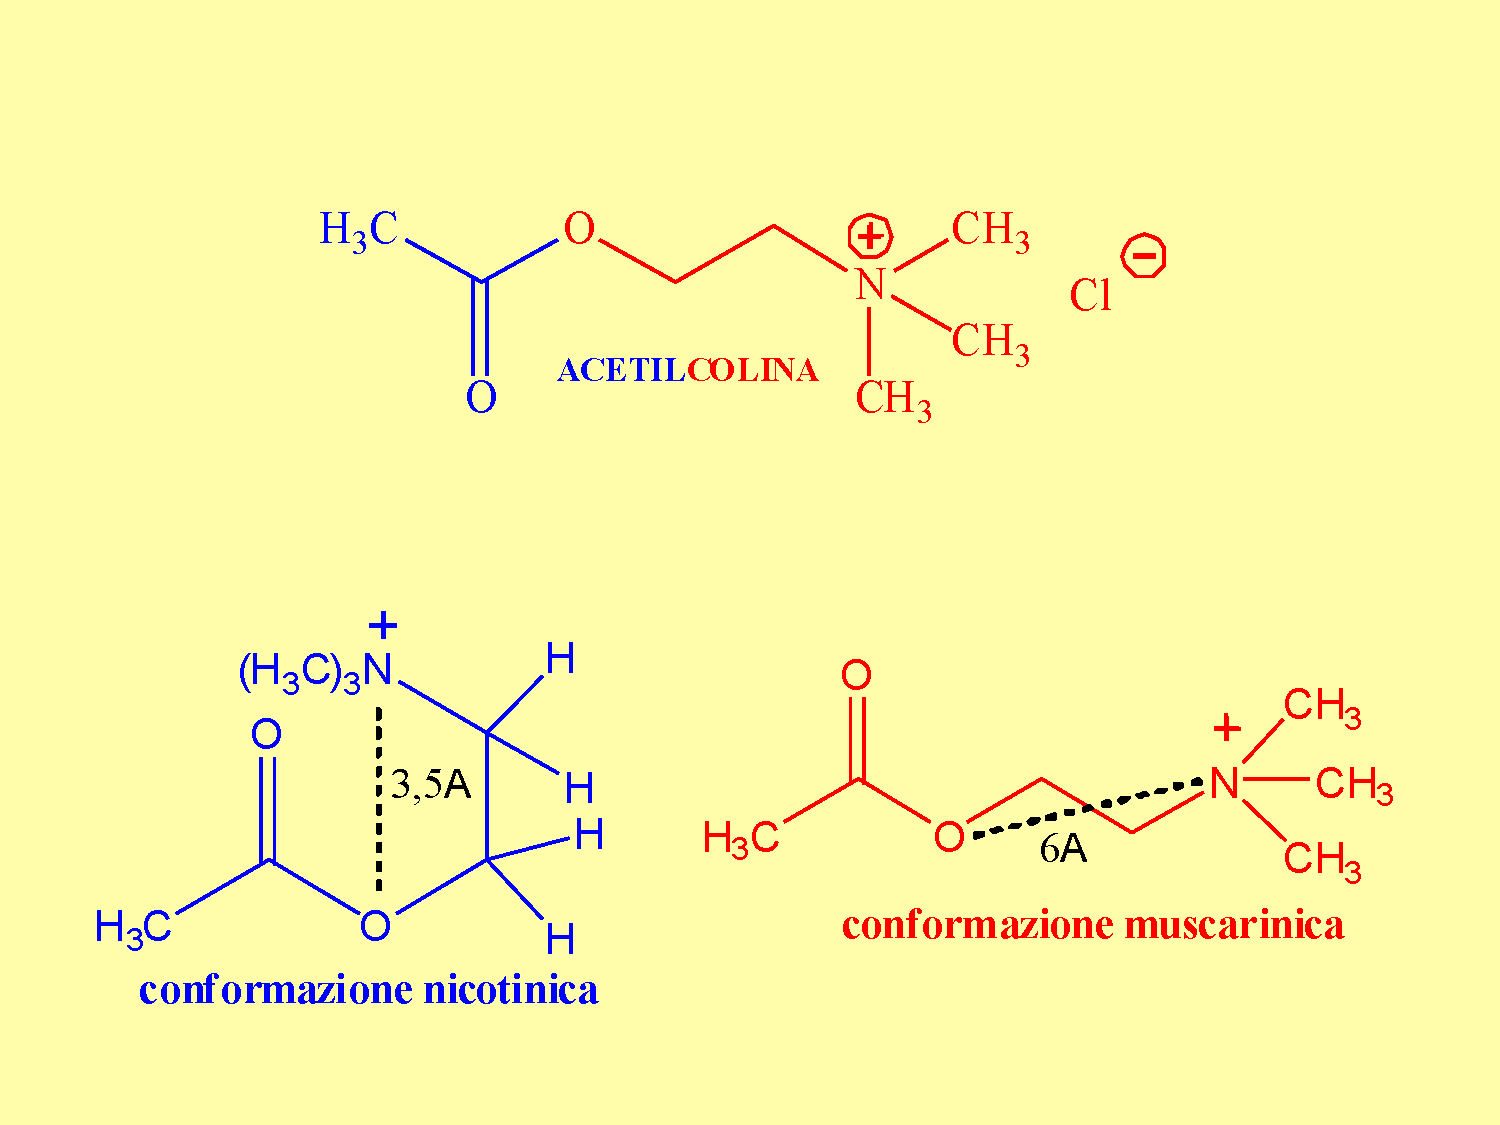 H3C O + CH3 −
N Cl
CH3
ACETILCOLINA
O CH3
+
(H3C)3N H
O
3,5A H
H
H3C O H
conformazione nicotinica
O CH3
+
N CH3
H3C O 6A
CH3
conformazione muscarinica